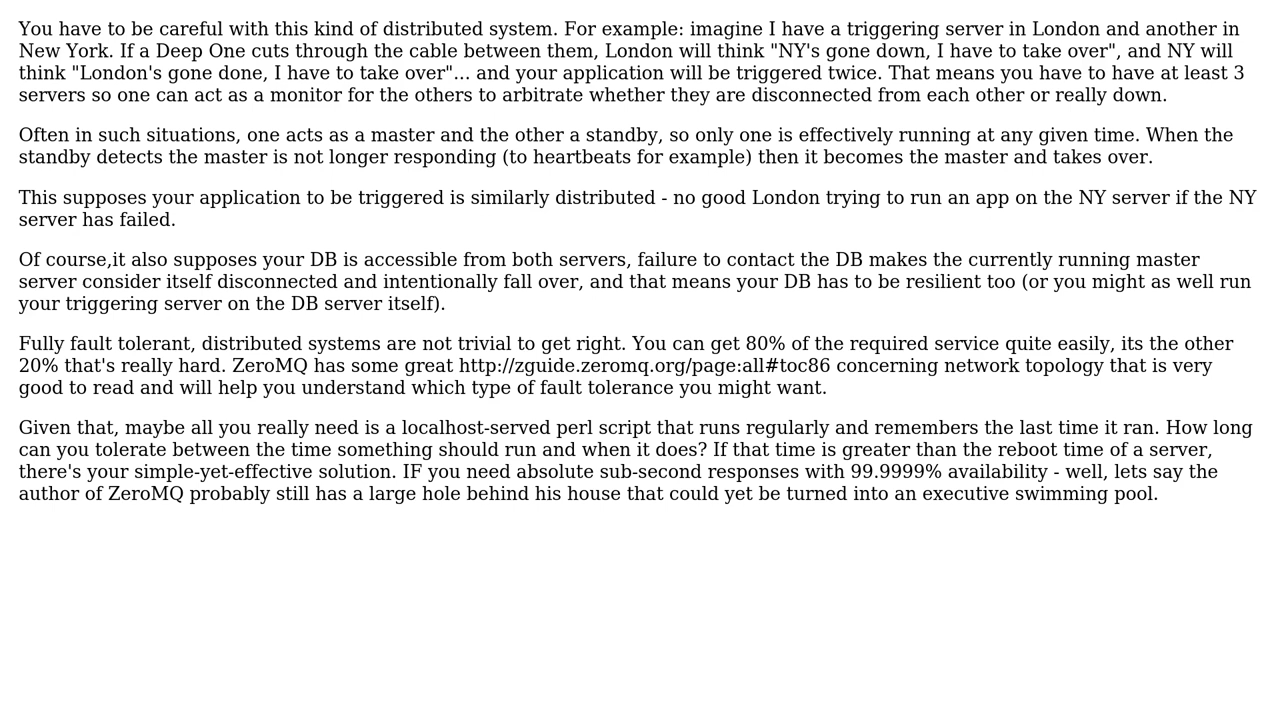 You have to be careful with this kind of distributed system. For example: imagine I have a triggering server in London and another in
New York. If a Deep One cuts through the cable between them, London will think "NY's gone down, I have to take over", and NY will
think "London's gone done, I have to take over"... and your application will be triggered twice. That means you have to have at least 3
servers so one can act as a monitor for the others to arbitrate whether they are disconnected from each other or really down.
Often in such situations, one acts as a master and the other a standby, so only one is effectively running at any given time. When the
standby detects the master is not longer responding (to heartbeats for example) then it becomes the master and takes over.
This supposes your application to be triggered is similarly distributed - no good London trying to run an app on the NY server if the NY
server has failed.
Of course,it also supposes your DB is accessible from both servers, failure to contact the DB makes the currently running master
server consider itself disconnected and intentionally fall over, and that means your DB has to be resilient too (or you might as well run
your triggering server on the DB server itself).
Fully fault tolerant, distributed systems are not trivial to get right. You can get 80% of the required service quite easily, its the other
20% that's really hard. ZeroMQ has some great http://zguide.zeromq.org/page:all#toc86 concerning network topology that is very
good to read and will help you understand which type of fault tolerance you might want.
Given that, maybe all you really need is a localhost-served perl script that runs regularly and remembers the last time it ran. How long
can you tolerate between the time something should run and when it does? If that time is greater than the reboot time of a server,
there's your simple-yet-effective solution. IF you need absolute sub-second responses with 99.9999% availability - well, lets say the
author of ZeroMQ probably still has a large hole behind his house that could yet be turned into an executive swimming pool.